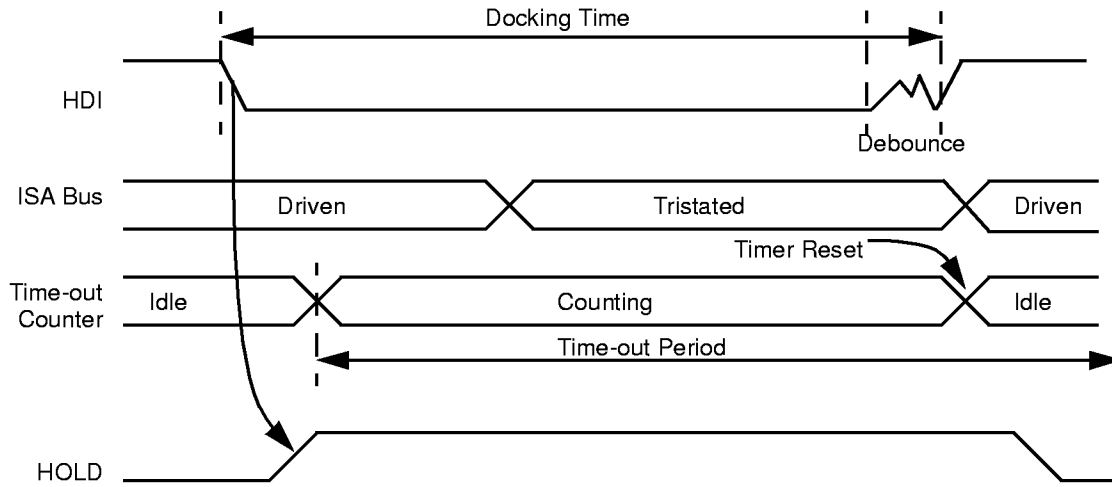 Docking Time
HDI
Debounce
ISA Bus
Driven
Tristated
Driven
Timer Reset
Time-out
Counter
Idle
Counting
Idle
Time-out Period
HOLD